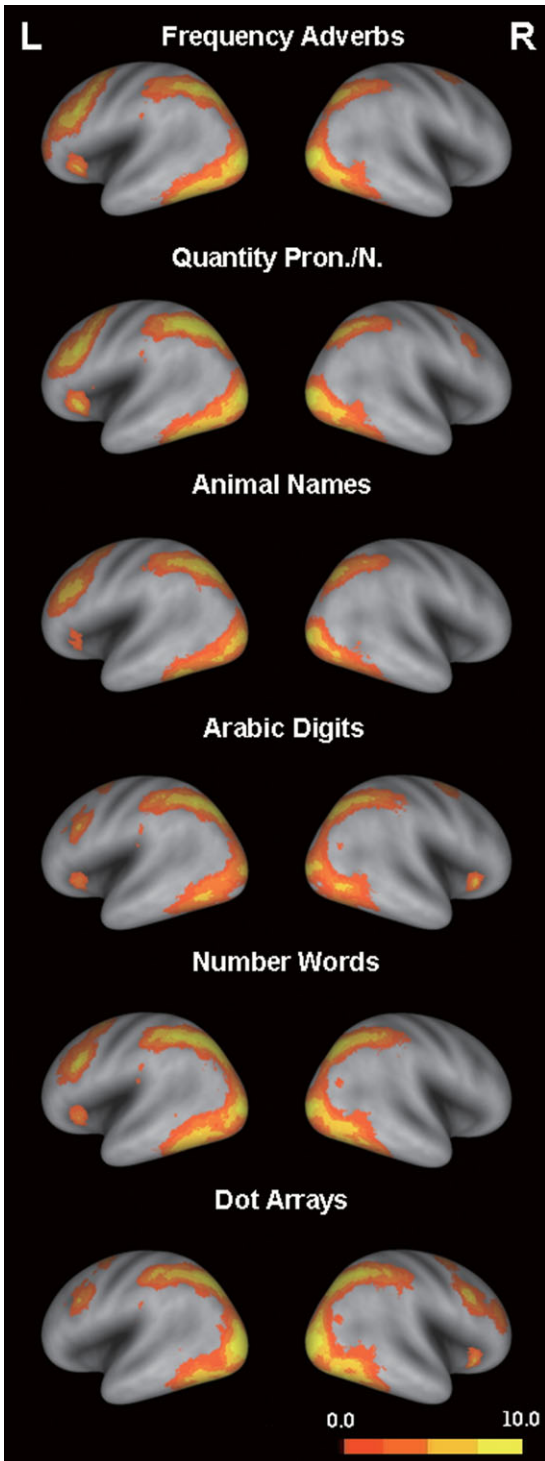 L Frequency Adverbs R
Quantity Pron./N.
Animal Names
Arabic Digits
Number Words
Dot Arrays
0.0 10.0